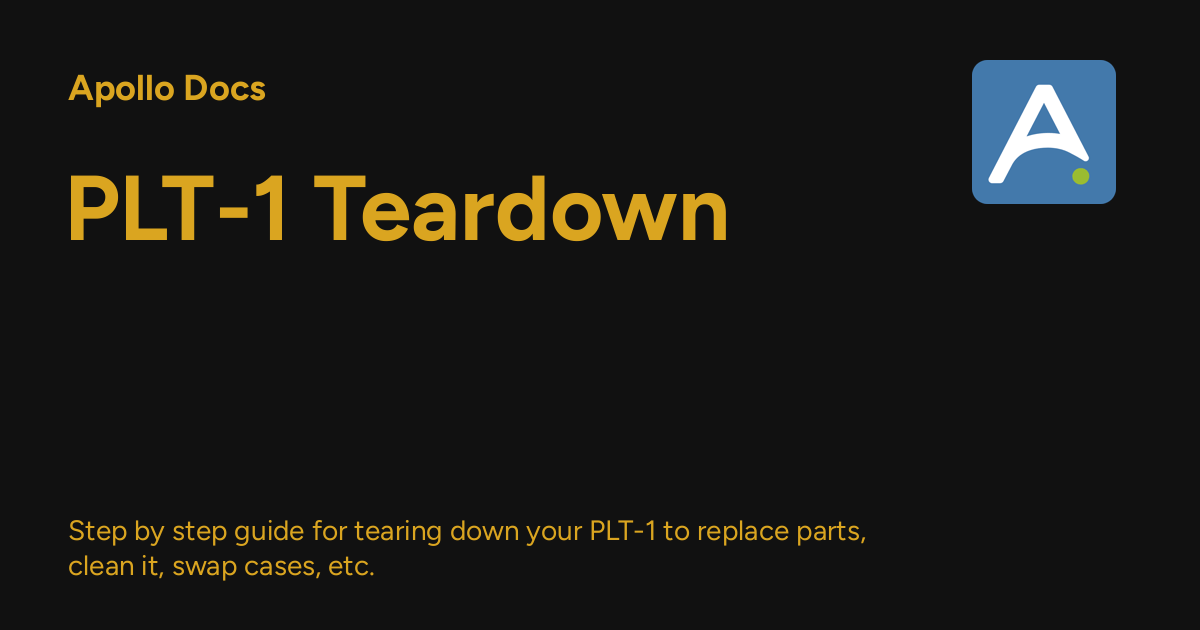 Apollo Docs
PLT-1 Teardown
Step by step guide for tearing down your PLT-1 to replace parts,
clean it, swap cases, etc.